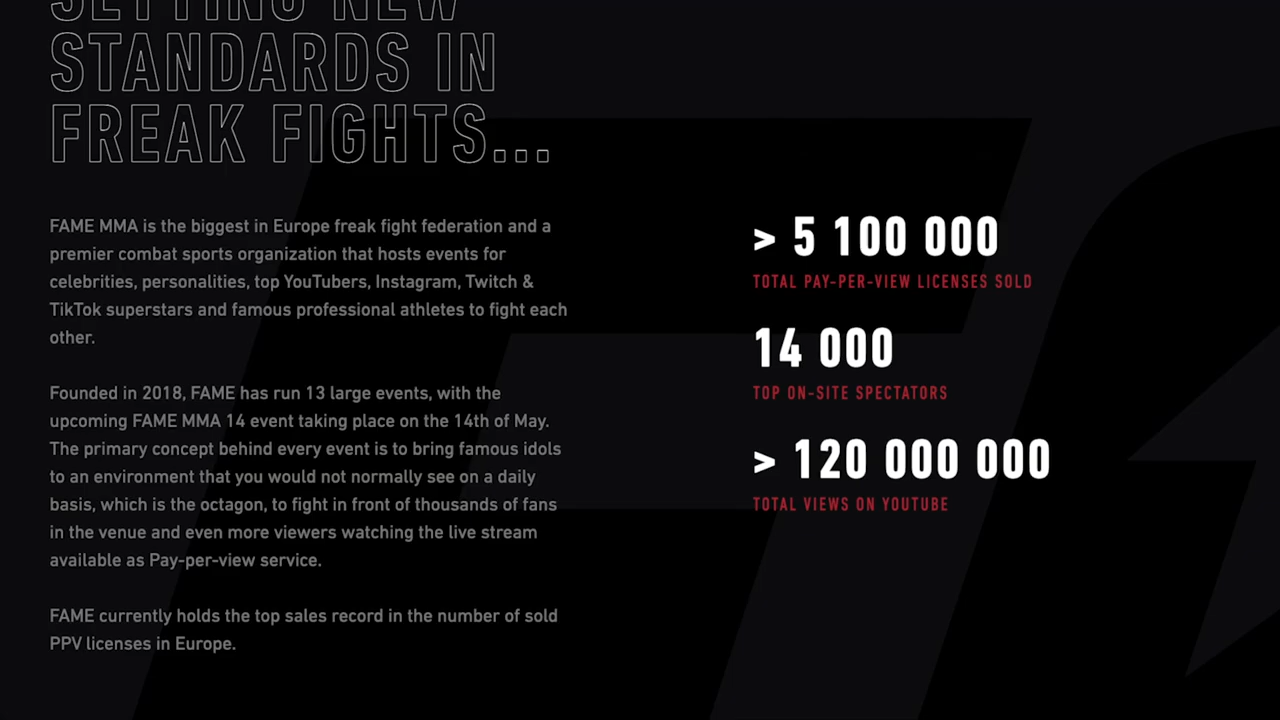 SETTING NEW
STANDARDS IN
FREAK FIGHTS...
FAME MMA is the biggest in Europe freak fight federation and a
premier combat sports organization that hosts events for
celebrities, personalities, top YouTubers, Instagram, Twitch &
TikTok superstars and famous professional athletes to fight each
other.
Founded in 2018, FAME has run 13 large events, with the
upcoming FAME MMA 14 event taking place on the 14th of May.
The primary concept behind every event is to bring famous idols
to an environment that you would not normally see on a daily
basis, which is the octagon, to fight in front of thousands of fans
in the venue and even more viewers watching the live stream
available as Pay-per-view service.
FAME currently holds the top sales record in the number of sold
PPV licenses in Europe.
> 5 100 000
TOTAL PAY-PER-VIEW LICENSES SOLD
14 000
TOP ON-SITE SPECTATORS
> 120 000 000
TOTAL VIEWS ON YOUTUBE